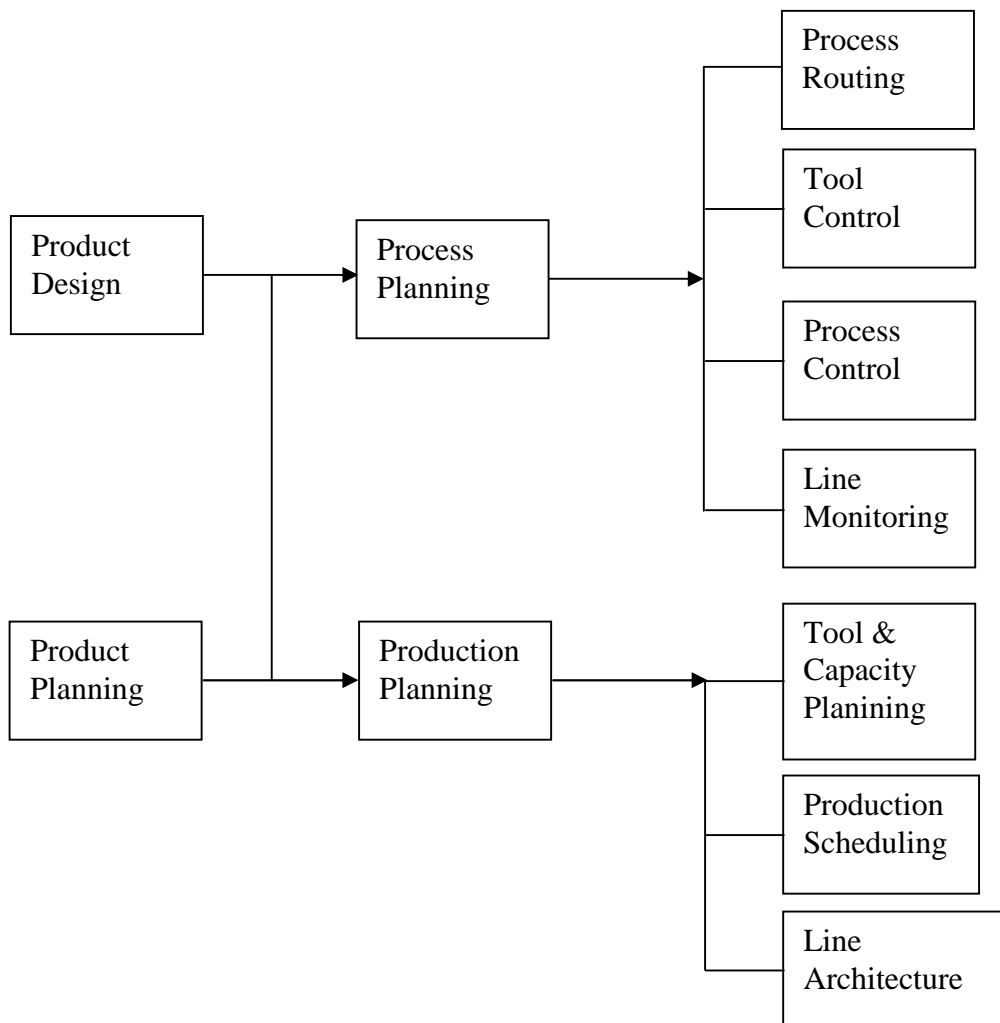 Process
Routing
Tool
Control
Product
Design
Process
Planning
Process
Control
Line
Monitoring
Product
Planning
Production
Planning
Tool &
Capacity
Planining
Production
Scheduling
Line
Architecture